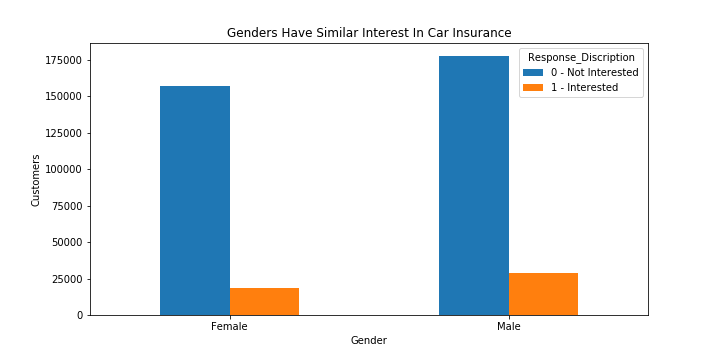 Genders Have Similar Interest In Car Insurance
Response_Discription
0 - Not Interested
1 - Interested
175000
150000
125000
100000
75000
50000
25000
0
Customers
Female
Male
Gender